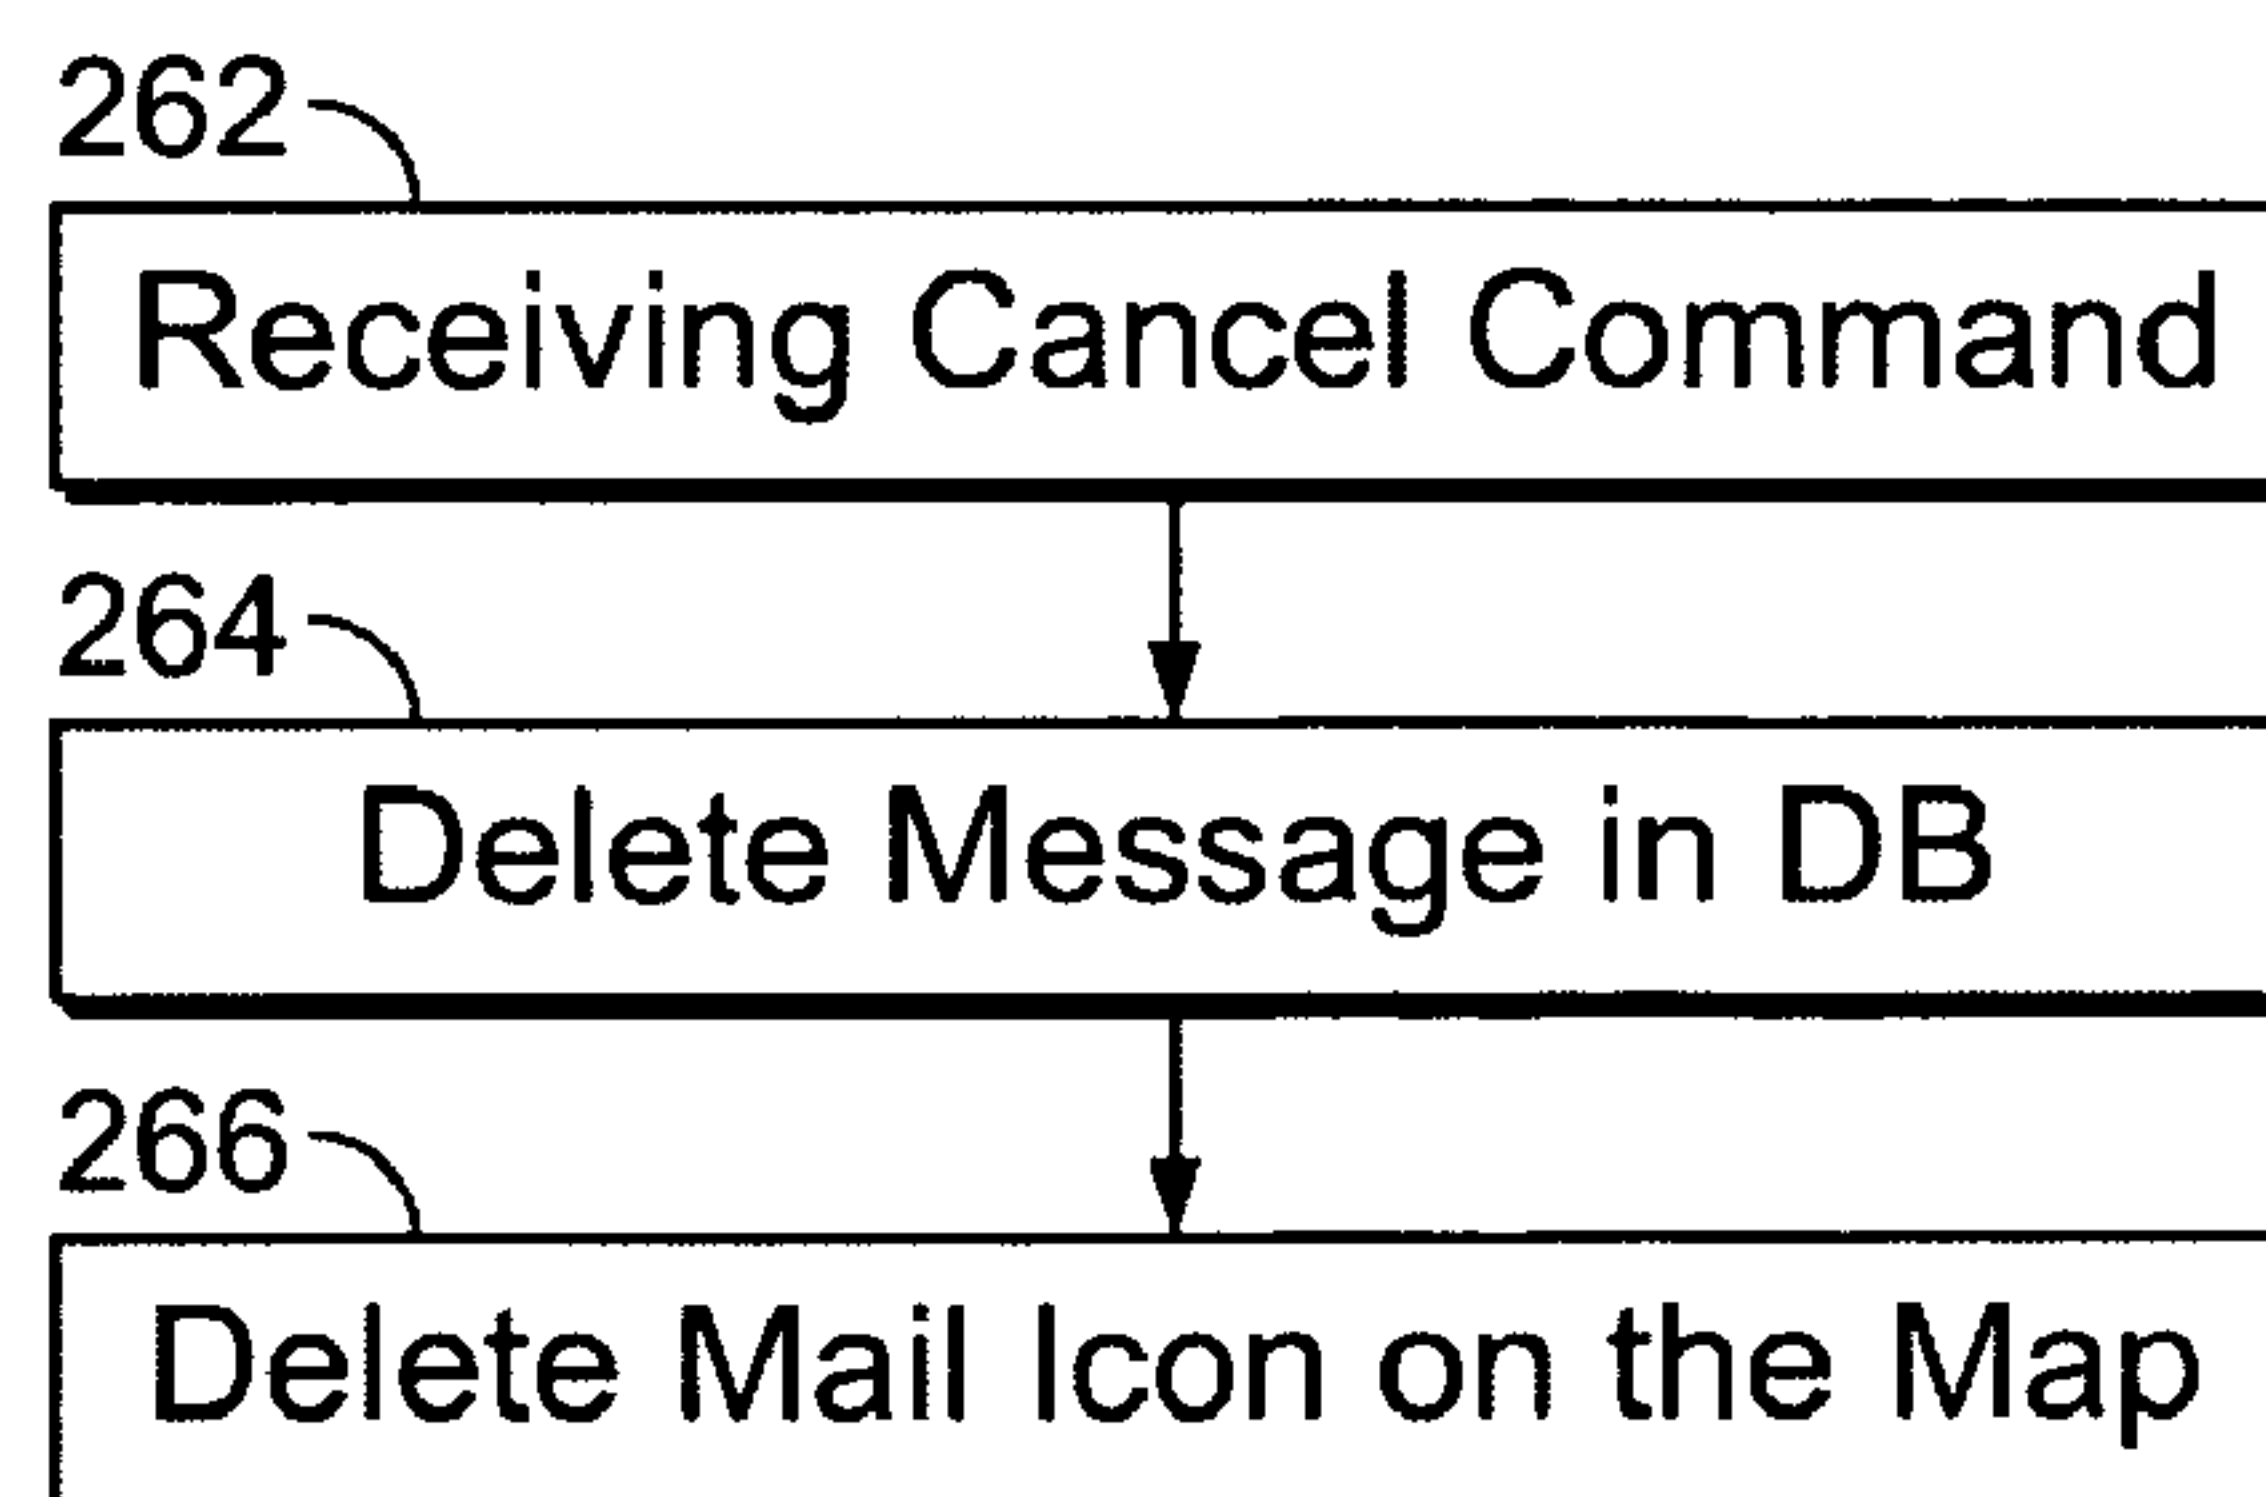 262
Receiving Cancel Command
264
Delete Message in DB
266
Delete Mail Icon on the Map